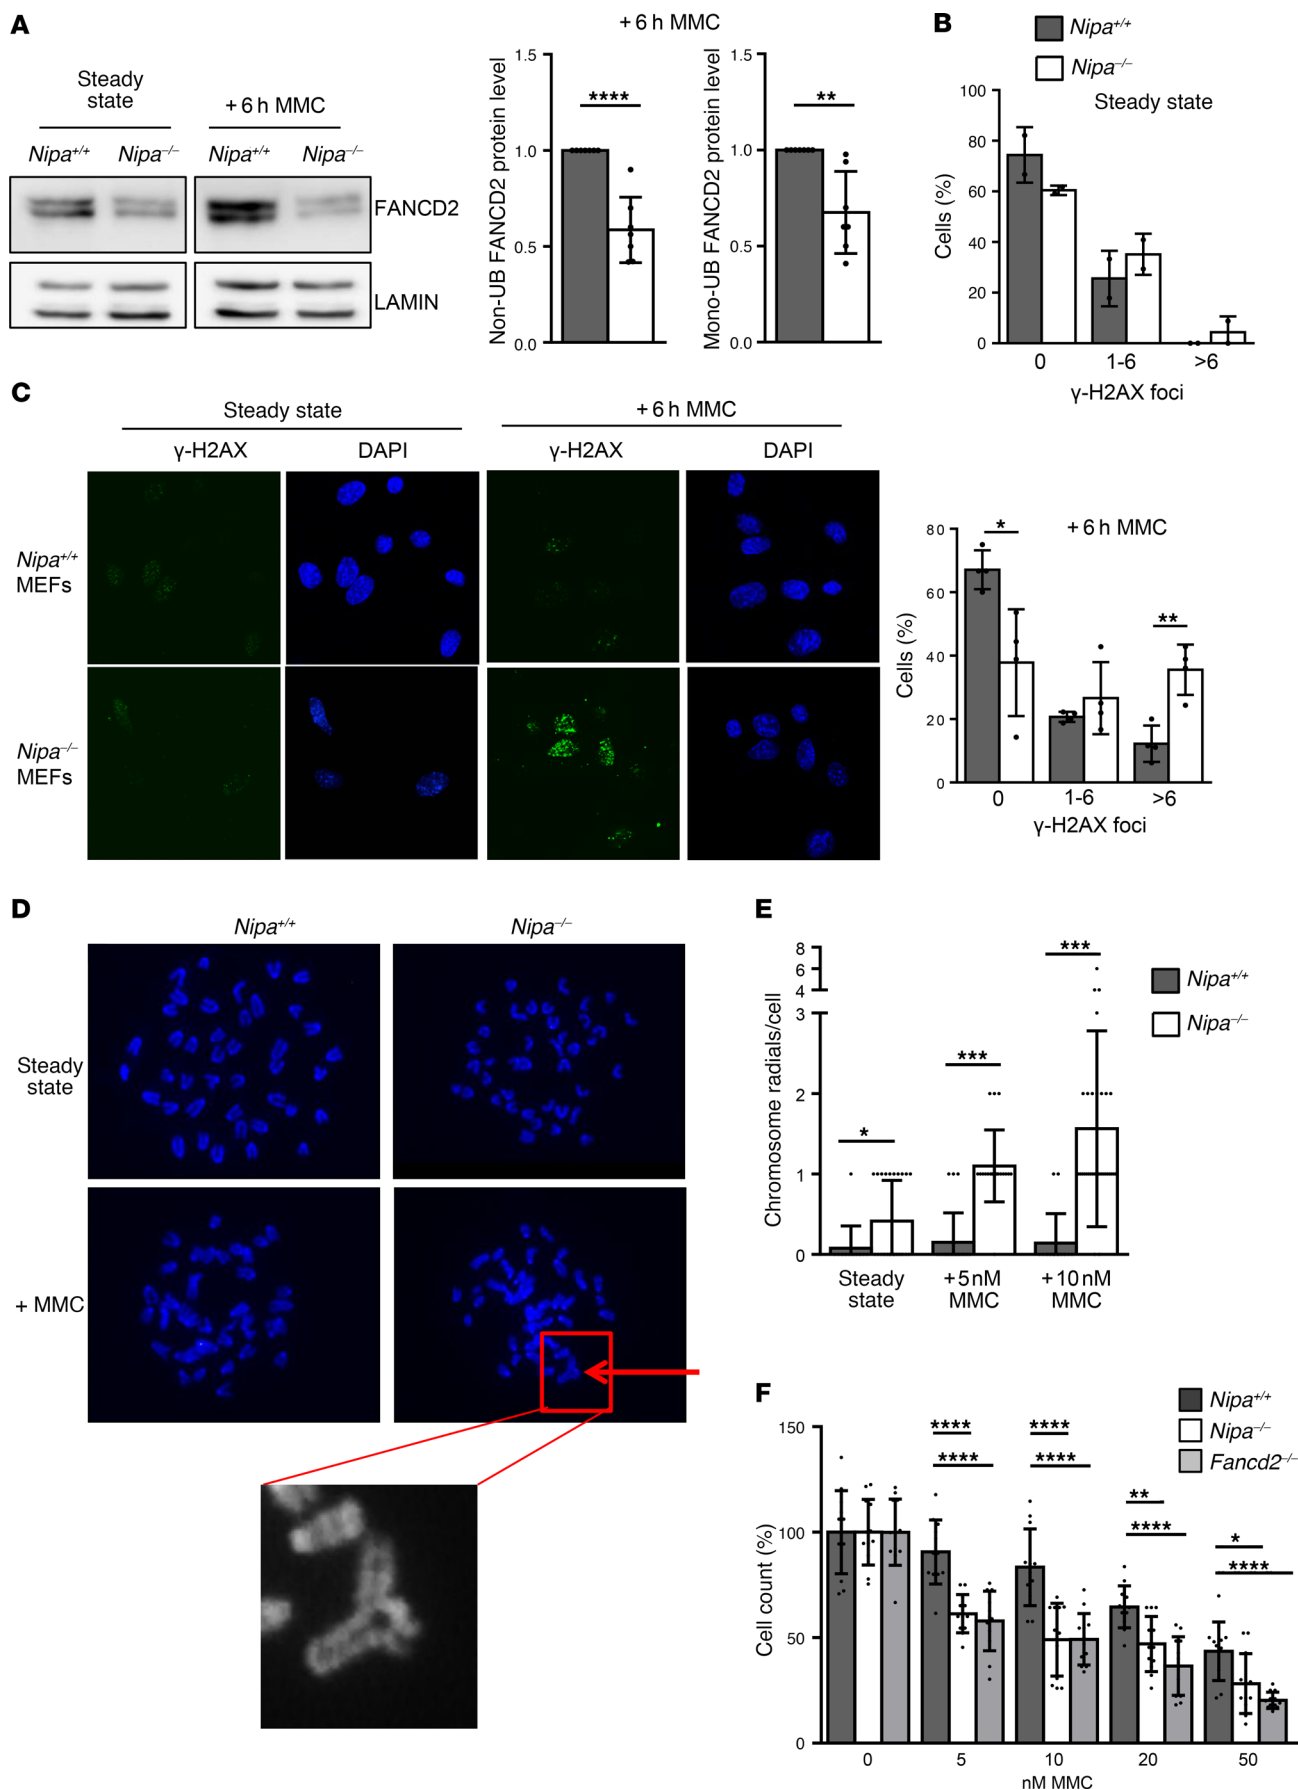 A
Steady
state
+ 6 h MMC
Nipa+/+
Nipa−/−
Nipa+/+
Nipa−/−
FANCD2
LAMIN
+ 6 h MMC
Non-UB FANCD2 protein level
1.5
1.0
0.5
0.0
****
Mono-UB FANCD2 protein level
1.5
1.0
0.5
0.0
**
B
Nipa+/+
Nipa−/−
Steady state
Cells (%)
100
80
60
40
20
0
0
1-6
>6
γ-H2AX foci
C
Steady state
+ 6 h MMC
γ-H2AX
DAPI
γ-H2AX
DAPI
Nipa+/+
MEFs
Nipa−/−
MEFs
+ 6 h MMC
Cells (%)
80
60
40
20
0
*
**
0
1-6
>6
γ-H2AX foci
D
Nipa+/+
Nipa−/−
Steady
state
+ MMC
E
Nipa+/+
Nipa−/−
Chromosome radials/cell
8
6
4
3
2
1
0
*
***
***
Steady
state
+ 5 nM
MMC
+ 10 nM
MMC
F
Nipa+/+
Nipa−/−
Fancd2−/−
Cell count (%)
150
100
50
0
****
****
****
****
**
****
*
****
0
5
10
20
50
nM MMC